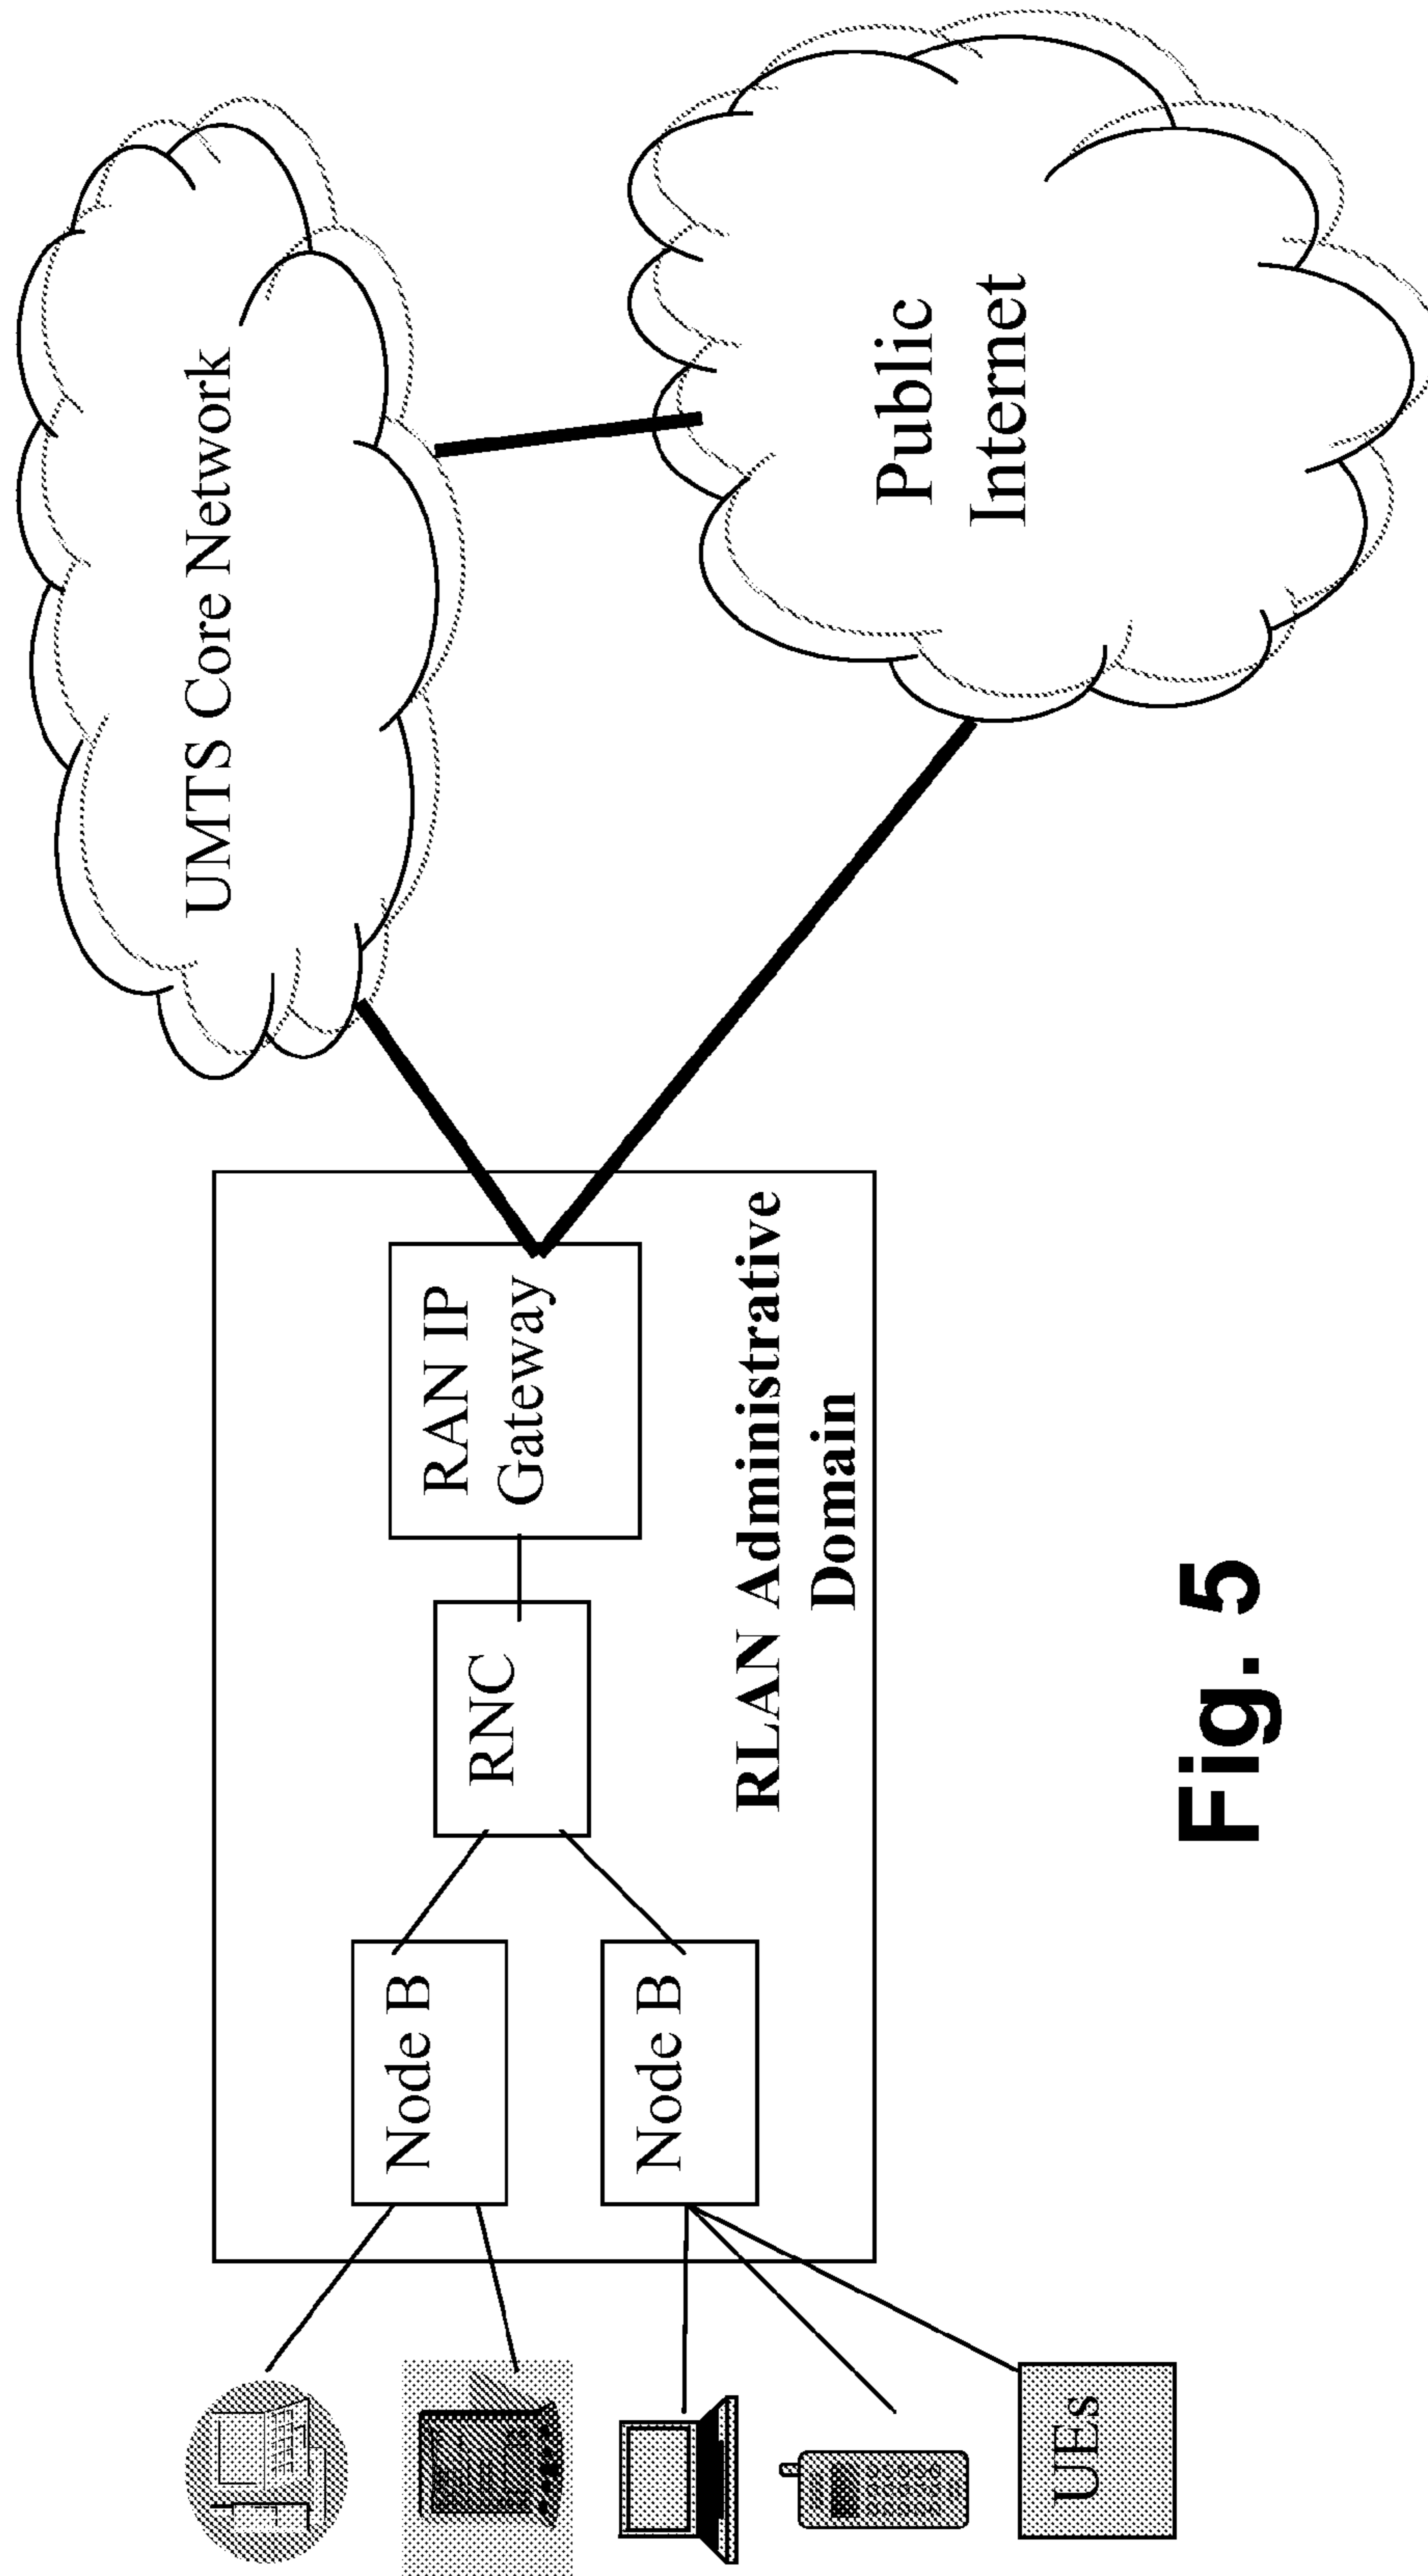 UMTS Core Network
Public
Internet
RAN IP
Gateway
RNC
Node B
Node B
RLAN Administrative
Domain
UEs
Fig. 5